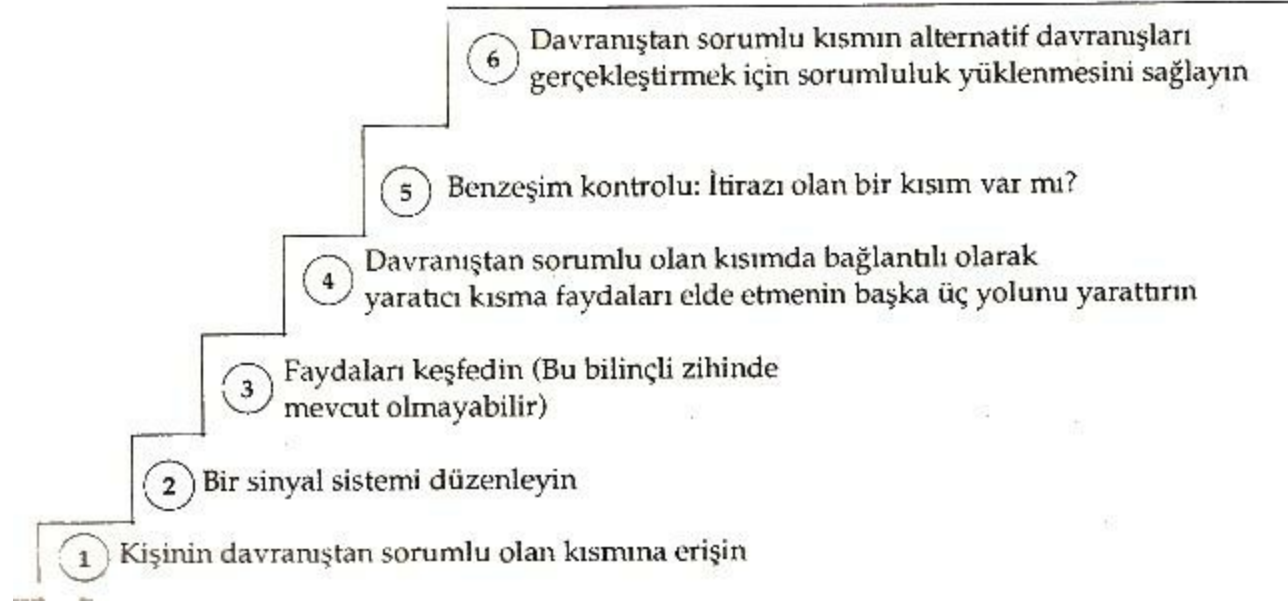 6 Davranıştan sorumlu kısmın alternatif davranışları
gerçekleştirmek için sorumluluk yüklenmesini sağlayın
5 Benzeşim kontrolu: İtirazı olan bir kısım var mı?
4 Davranıştan sorumlu olan kısımda bağlantılı olarak
yaratıcı kısma faydaları elde etmenin başka üç yolunu yarattırın
3 Faydaları keşfedin (Bu bilinçli zihinde
mevcut olmayabilir)
2 Bir sinyal sistemi düzenleyin
1 Kişinin davranıştan sorumlu olan kısmına erişin